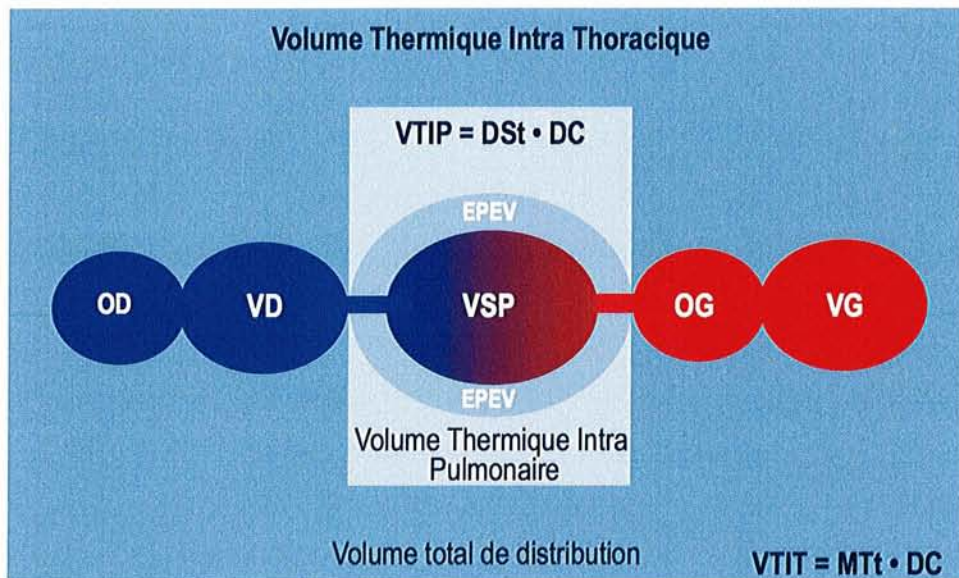 Volume Thermique Intra Thoracique
VTIP = DSt • DC
EPEV
OD
VD
VSP
OG
VG
EPEV
Volume Thermique Intra
Pulmonaire
Volume total de distribution
VTIT = MTt • DC